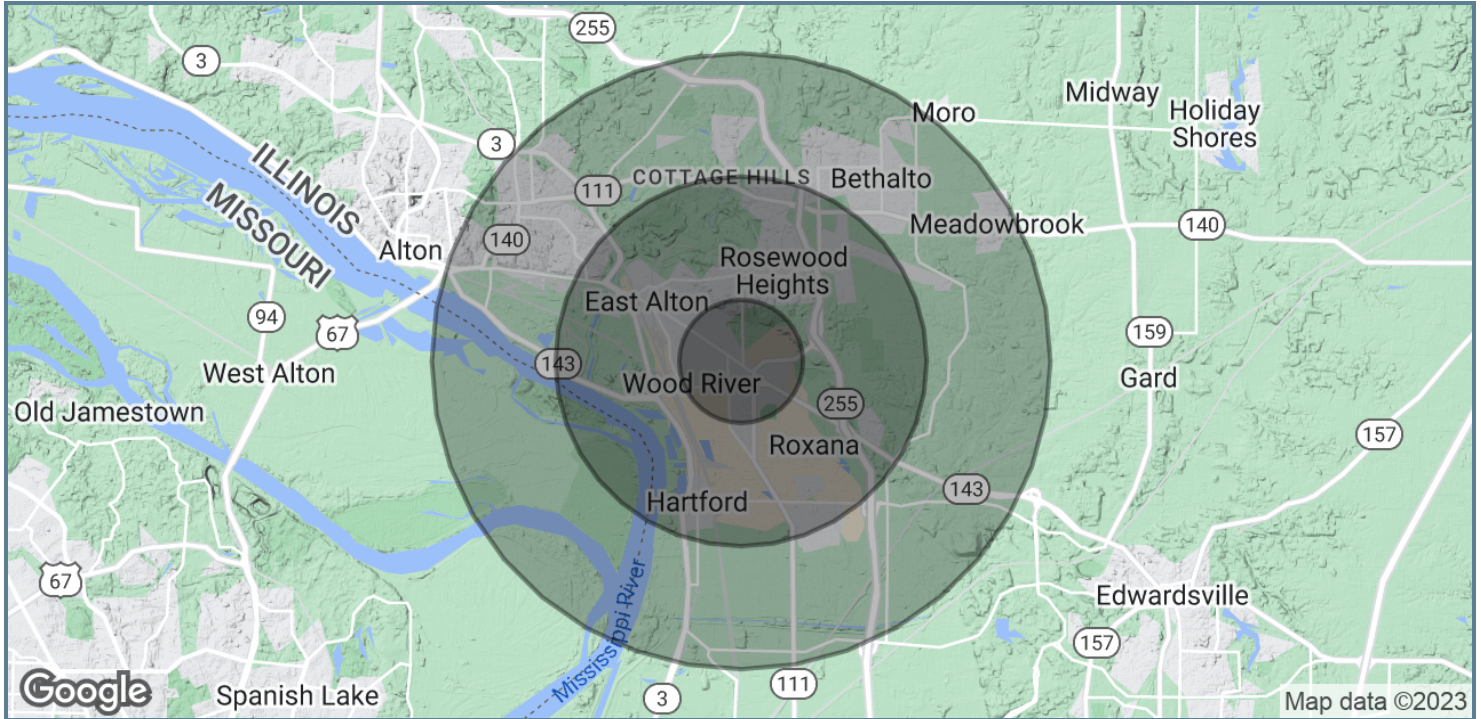 255
3
Midway
Moro
Holiday
Shores
3
ILLINOIS
MISSOURI
111
COTTAGE HILLS
Bethalto
140
Alton
Meadowbrook
140
Rosewood
Heights
East Alton
94
67
143
159
West Alton
Wood River
Gard
Old Jamestown
255
157
Roxana
143
Hartford
67
Mississippi River
Edwardsville
157
Google
Spanish Lake
3
111
Map data ©2023